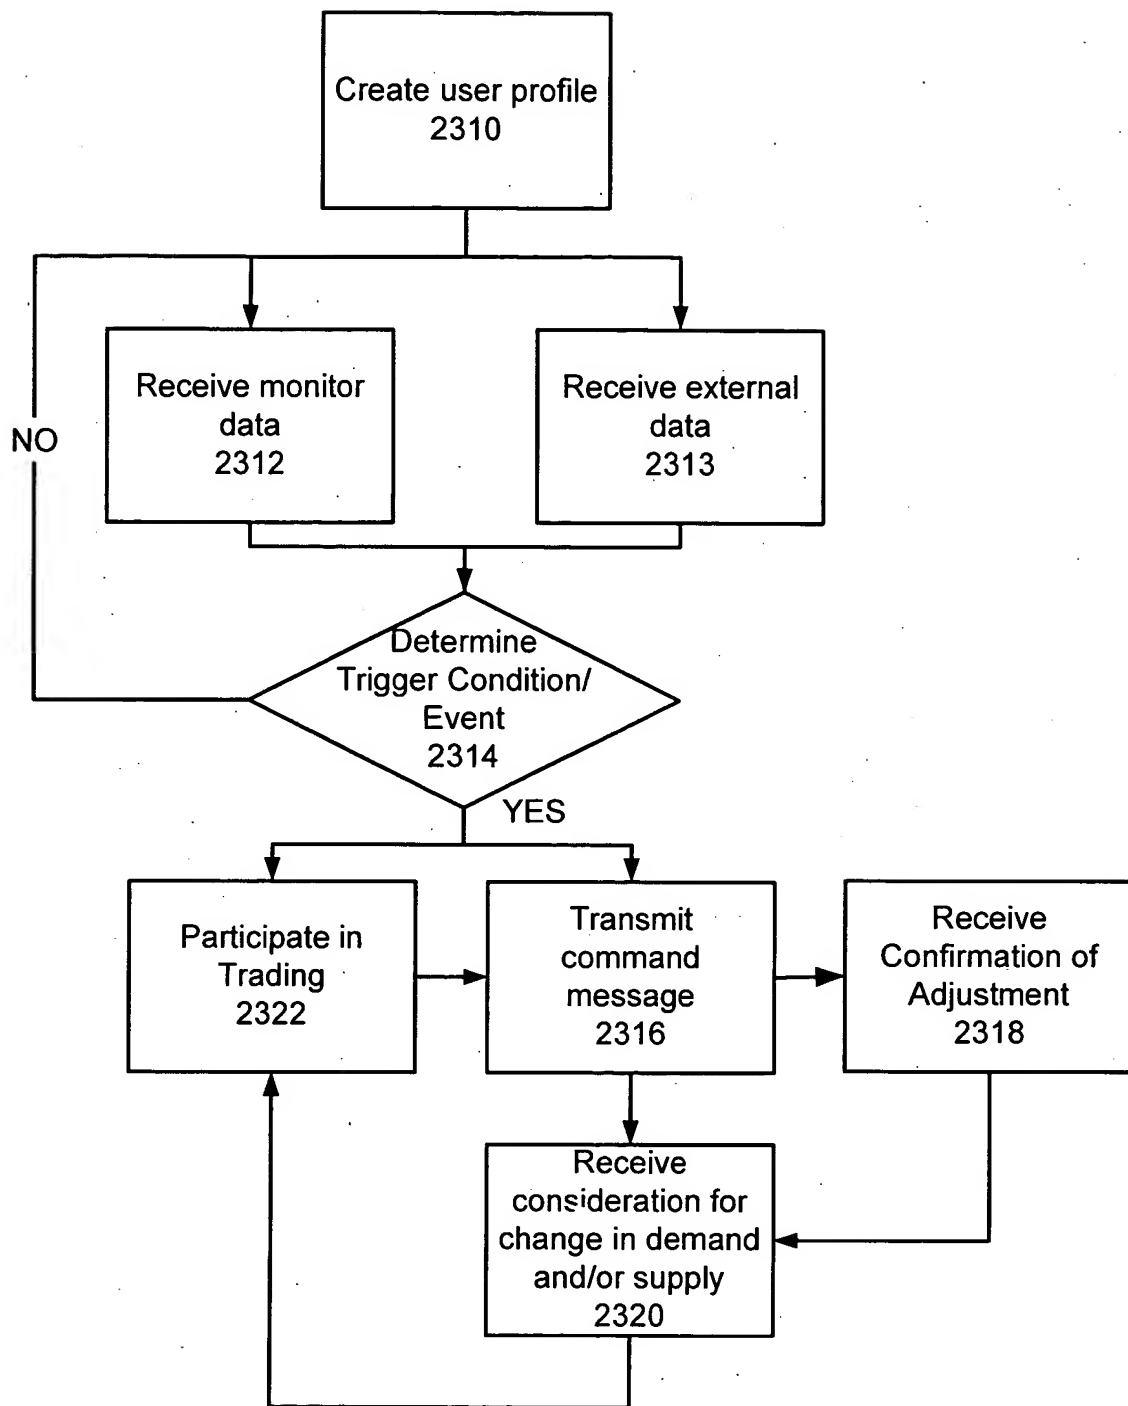 Create user profile
2310
Receive monitor
data
2312
Receive external
data
2313
NO
Determine
Trigger Condition/
Event
2314
YES
Participate in
Trading
2322
Transmit
command
message
2316
Receive
Confirmation of
Adjustment
2318
Receive
consideration for
change in demand
and/or supply
2320